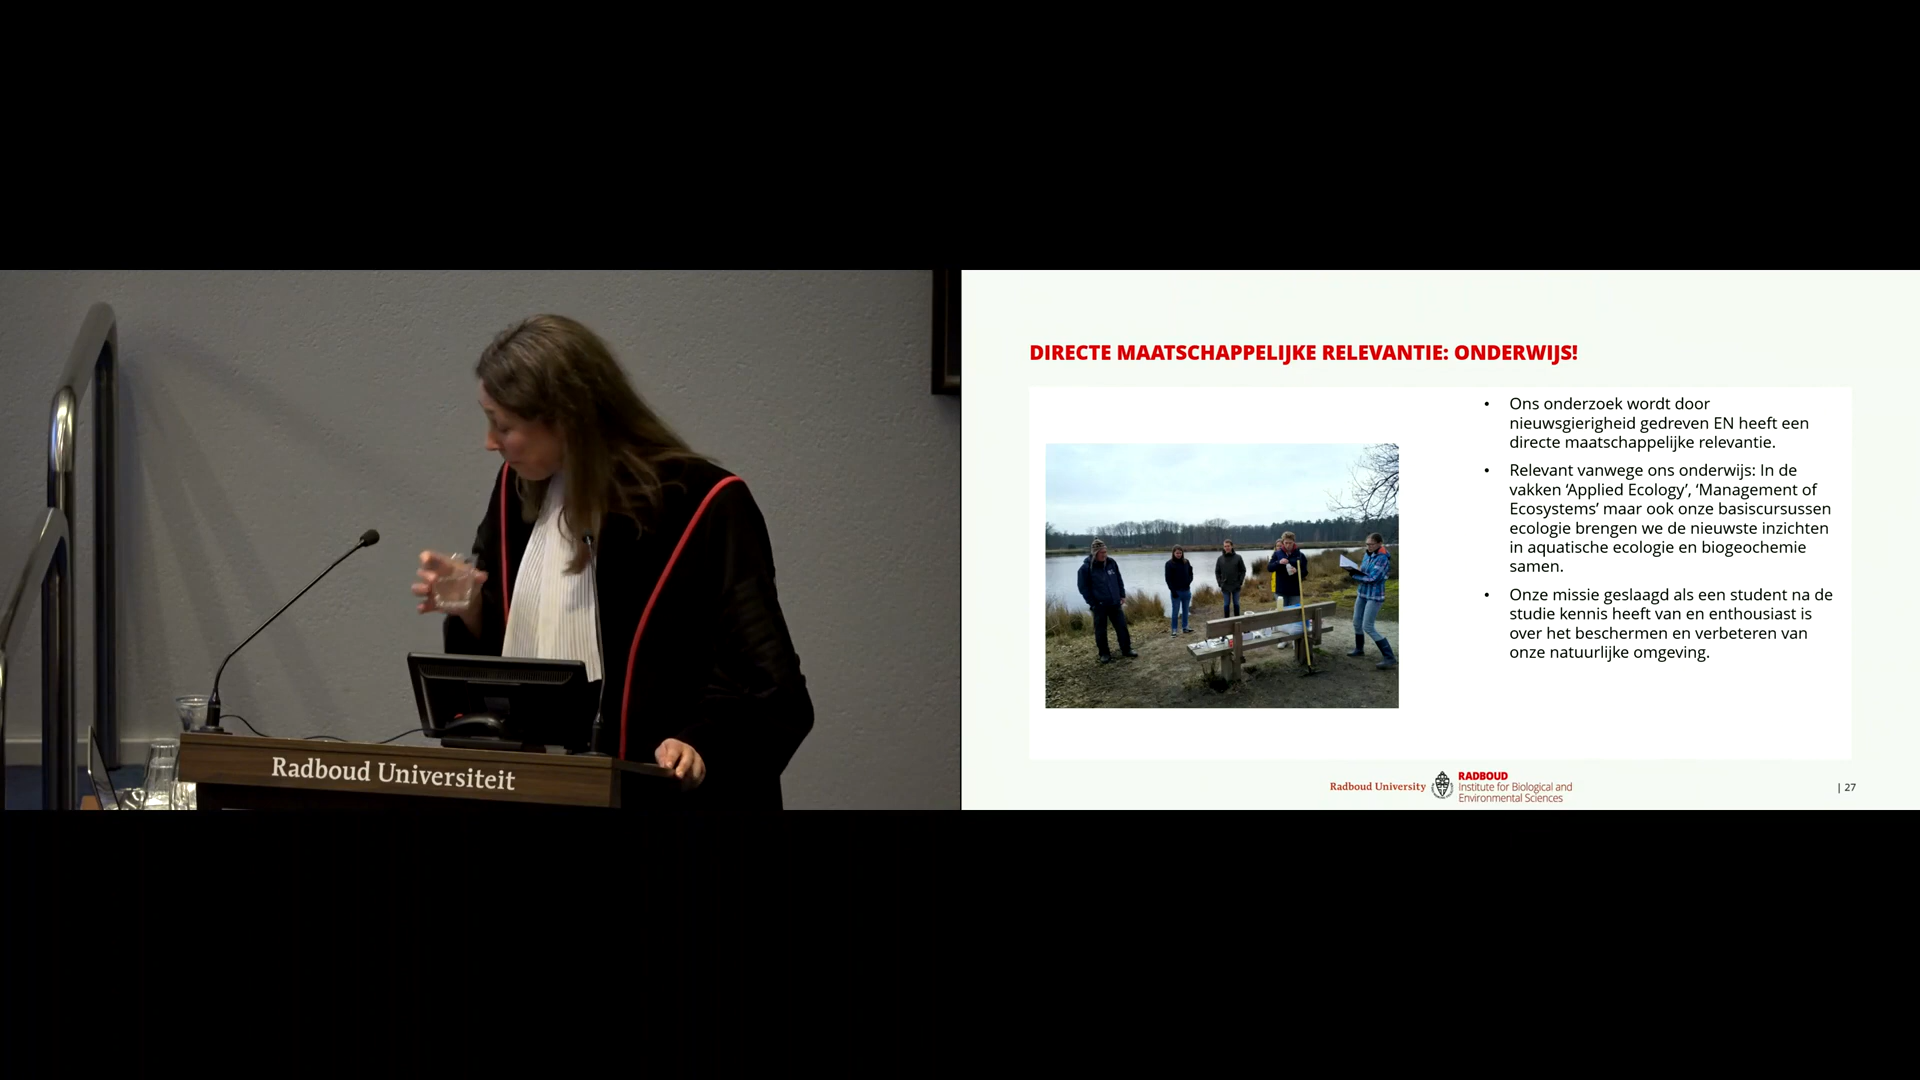 Radboud Universiteit
DIRECTE MAATSCHAPPELIJKE RELEVANTIE: ONDERWIJS!
• Ons onderzoek wordt door
nieuwsgierigheid gedreven EN heeft een
directe maatschappelijke relevantie.
• Relevant vanwege ons onderwijs: In de
vakken ‘Applied Ecology’, ‘Management of
Ecosystems’ maar ook onze basiscursussen
ecologie brengen we de nieuwste inzichten
in aquatische ecologie en biogeochemie
samen.
• Onze missie geslaagd als een student na de
studie kennis heeft van en enthousiast is
over het beschermen en verbeteren van
onze natuurlijke omgeving.
Radboud University
RADBOUD
Institute for Biological and
Environmental Sciences
| 27